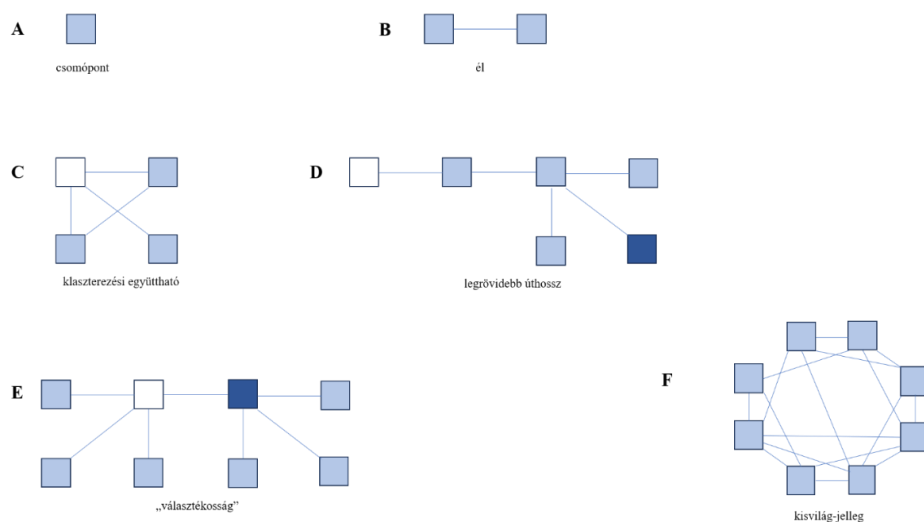 A
csomópont
B
él
C
klaszterezési együttható
D
legrövidebb úthossz
E
„választékosság”
F
kisvilág-jelleg